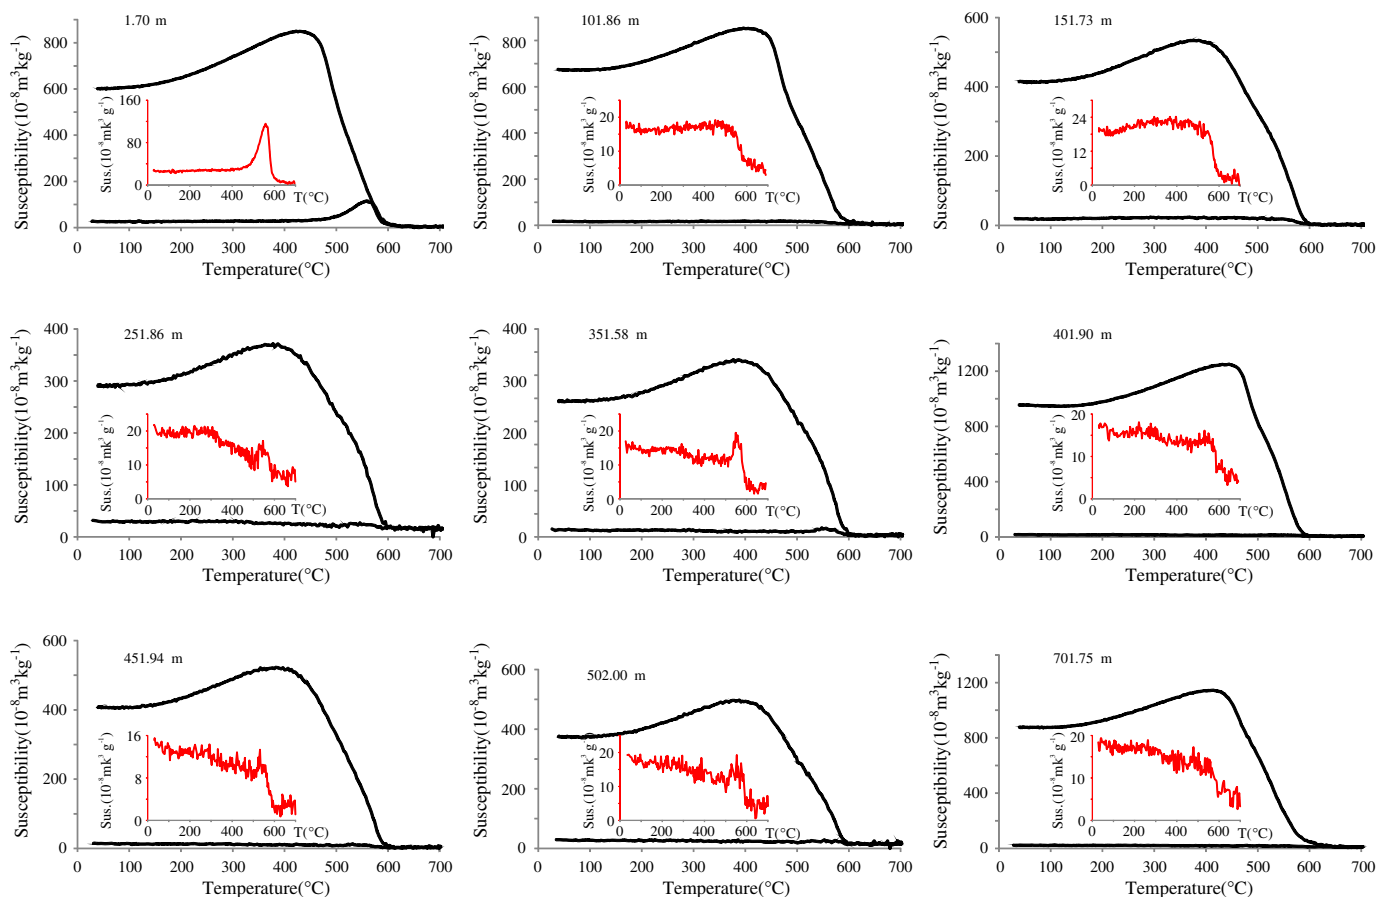 1.70 m
Susceptibility(10⁻⁸m³kg⁻¹)
800
600
400
200
0
0 100 200 300 400 500 600 700
Temperature(°C)
Sus.(10⁻⁸mk³ g⁻¹)
160
80
0
0 200 400 600 T(°C)
101.86 m
Susceptibility(10⁻⁸m³kg⁻¹)
800
600
400
200
0
0 100 200 300 400 500 600 700
Temperature(°C)
Sus.(10⁻⁸mk³ g⁻¹)
20
10
0
0 200 400 600 T(°C)
151.73 m
Susceptibility(10⁻⁸m³kg⁻¹)
600
400
200
0
0 100 200 300 400 500 600 700
Temperature(°C)
Sus.(10⁻⁸mk³ g⁻¹)
24
12
0
0 200 400 600 T(°C)
251.86 m
Susceptibility(10⁻⁸m³kg⁻¹)
400
300
200
100
0
0 100 200 300 400 500 600 700
Temperature(°C)
Sus.(10⁻⁸mk³ g⁻¹)
20
10
0
0 200 400 600 T(°C)
351.58 m
Susceptibility(10⁻⁸m³kg⁻¹)
400
300
200
100
0
0 100 200 300 400 500 600 700
Temperature(°C)
Sus.(10⁻⁸mk³ g⁻¹)
20
10
0
0 200 400 600 T(°C)
401.90 m
Susceptibility(10⁻⁸m³kg⁻¹)
1200
800
400
0
0 100 200 300 400 500 600 700
Temperature(°C)
Sus.(10⁻⁸mk³ g⁻¹)
20
10
0
0 200 400 600 T(°C)
451.94 m
Susceptibility(10⁻⁸m³kg⁻¹)
600
400
200
0
0 100 200 300 400 500 600 700
Temperature(°C)
Sus.(10⁻⁸mk³ g⁻¹)
16
8
0
0 200 400 600 T(°C)
502.00 m
Susceptibility(10⁻⁸m³kg⁻¹)
600
400
200
0
0 100 200 300 400 500 600 700
Temperature(°C)
Sus.(10⁻⁸mk³ g⁻¹)
20
10
0
0 200 400 600 T(°C)
701.75 m
Susceptibility(10⁻⁸m³kg⁻¹)
1200
800
400
0
0 100 200 300 400 500 600 700
Temperature(°C)
Sus.(10⁻⁸mk³ g⁻¹)
20
10
0
0 200 400 600 T(°C)